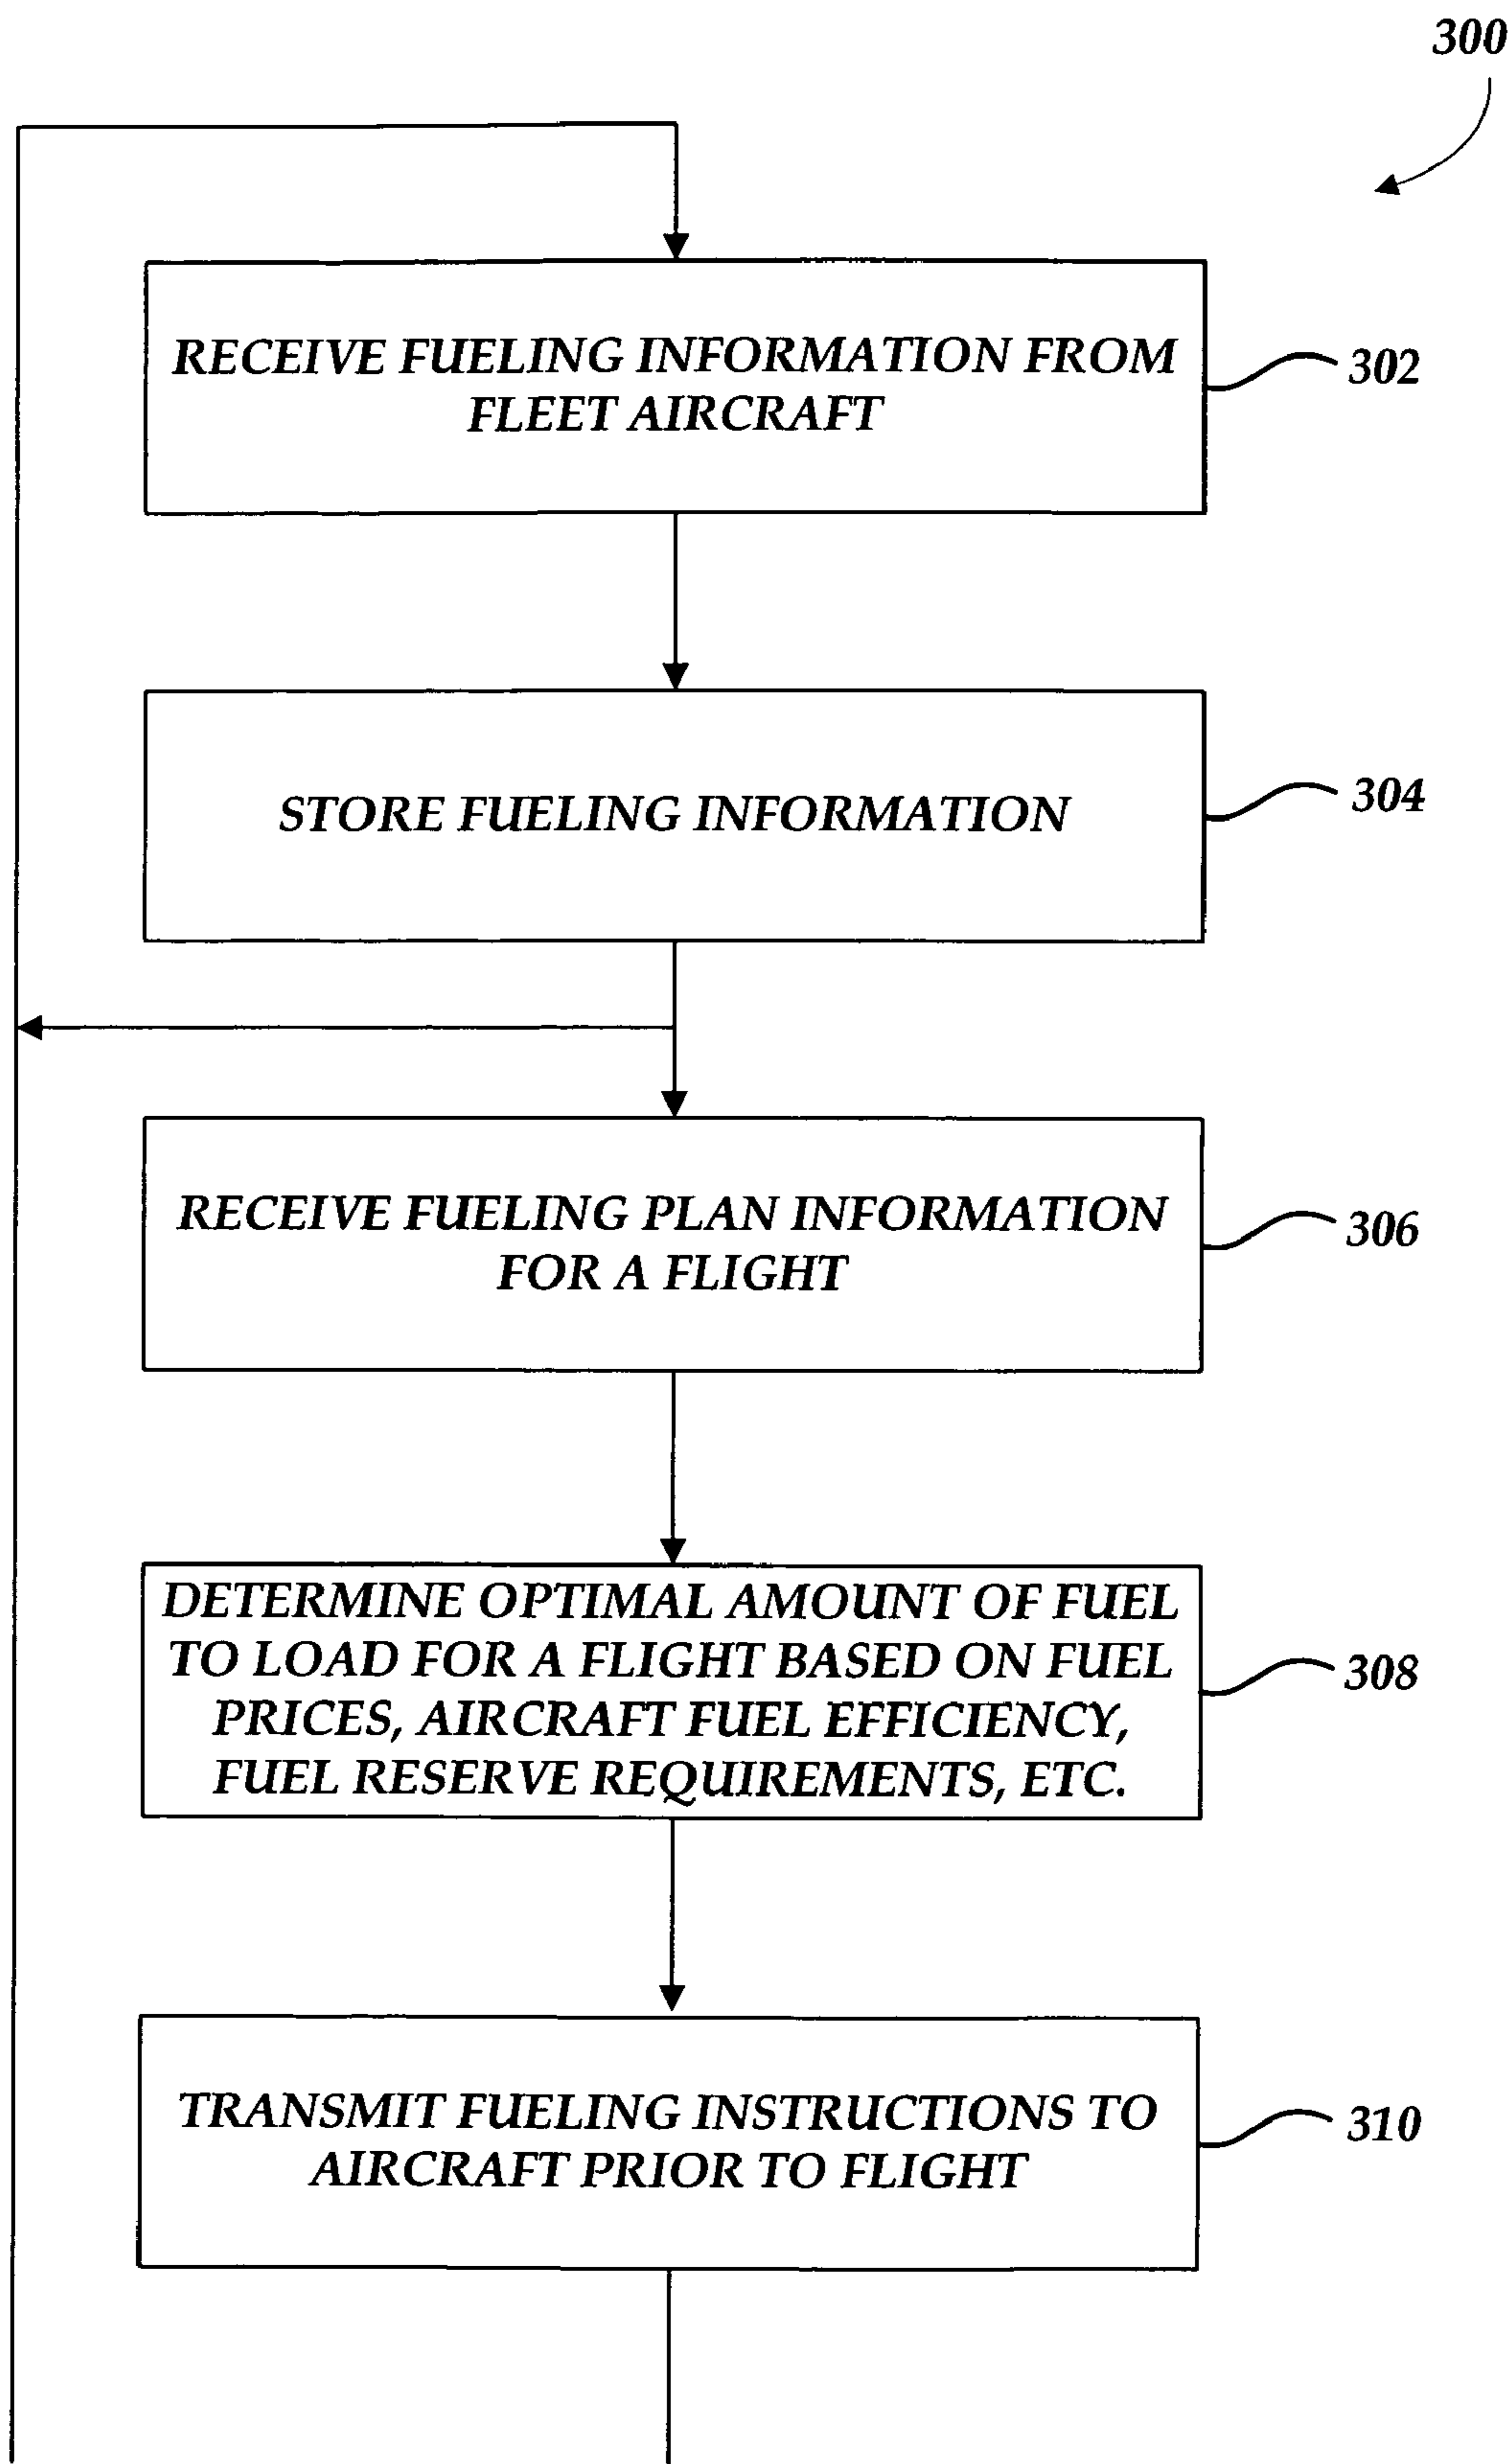 300
RECEIVE FUELING INFORMATION FROM
FLEET AIRCRAFT
302
STORE FUELING INFORMATION
304
RECEIVE FUELING PLAN INFORMATION
FOR A FLIGHT
306
DETERMINE OPTIMAL AMOUNT OF FUEL
TO LOAD FOR A FLIGHT BASED ON FUEL
PRICES, AIRCRAFT FUEL EFFICIENCY,
FUEL RESERVE REQUIREMENTS, ETC.
308
TRANSMIT FUELING INSTRUCTIONS TO
AIRCRAFT PRIOR TO FLIGHT
310